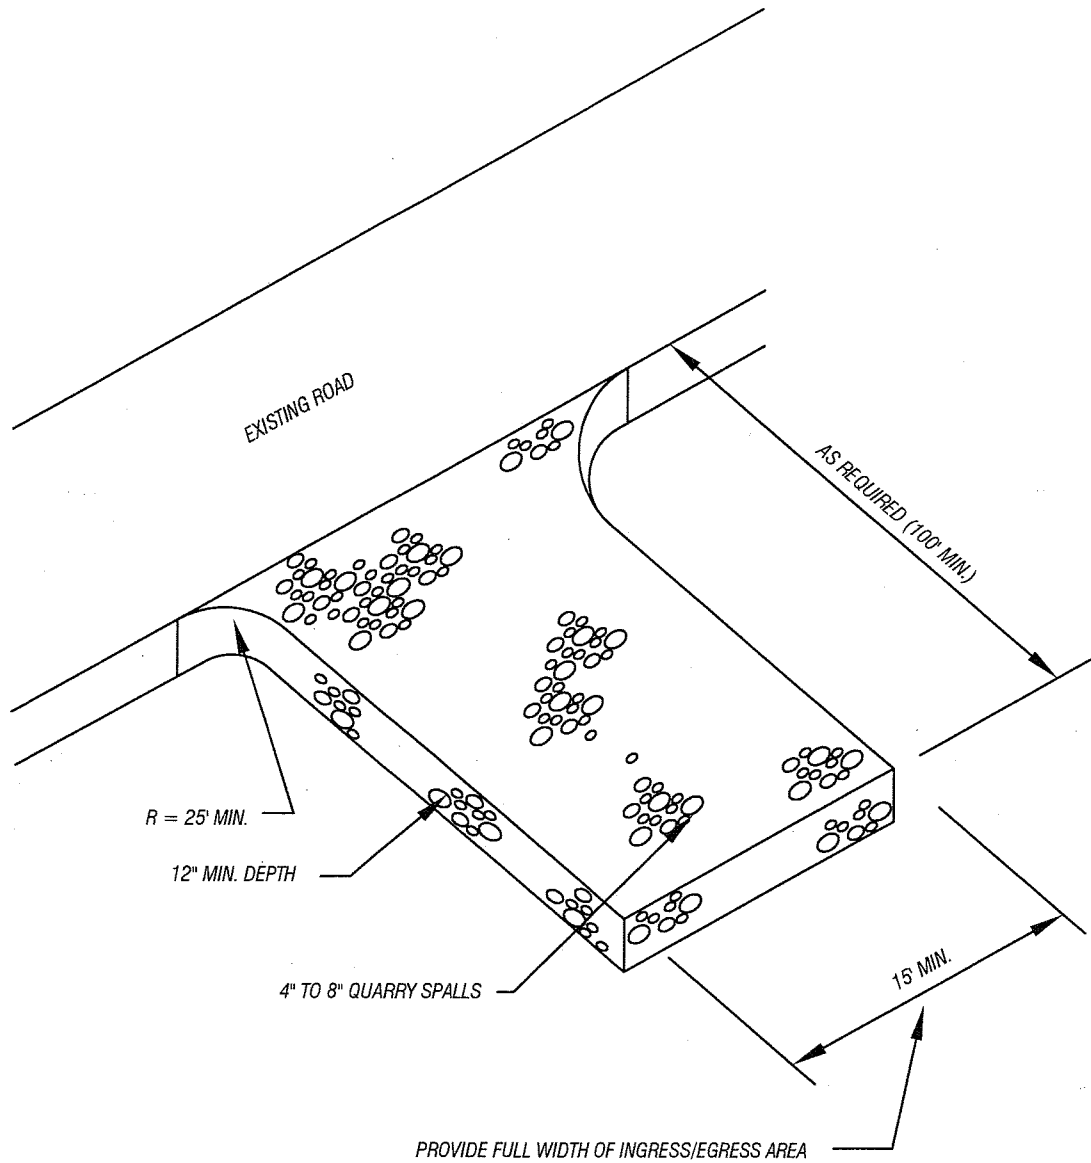 EXISTING ROAD
AS REQUIRED (100' MIN.)
R = 25' MIN.
12" MIN. DEPTH
4" TO 8" QUARRY SPALLS
15' MIN.
PROVIDE FULL WIDTH OF INGRESS/EGRESS AREA